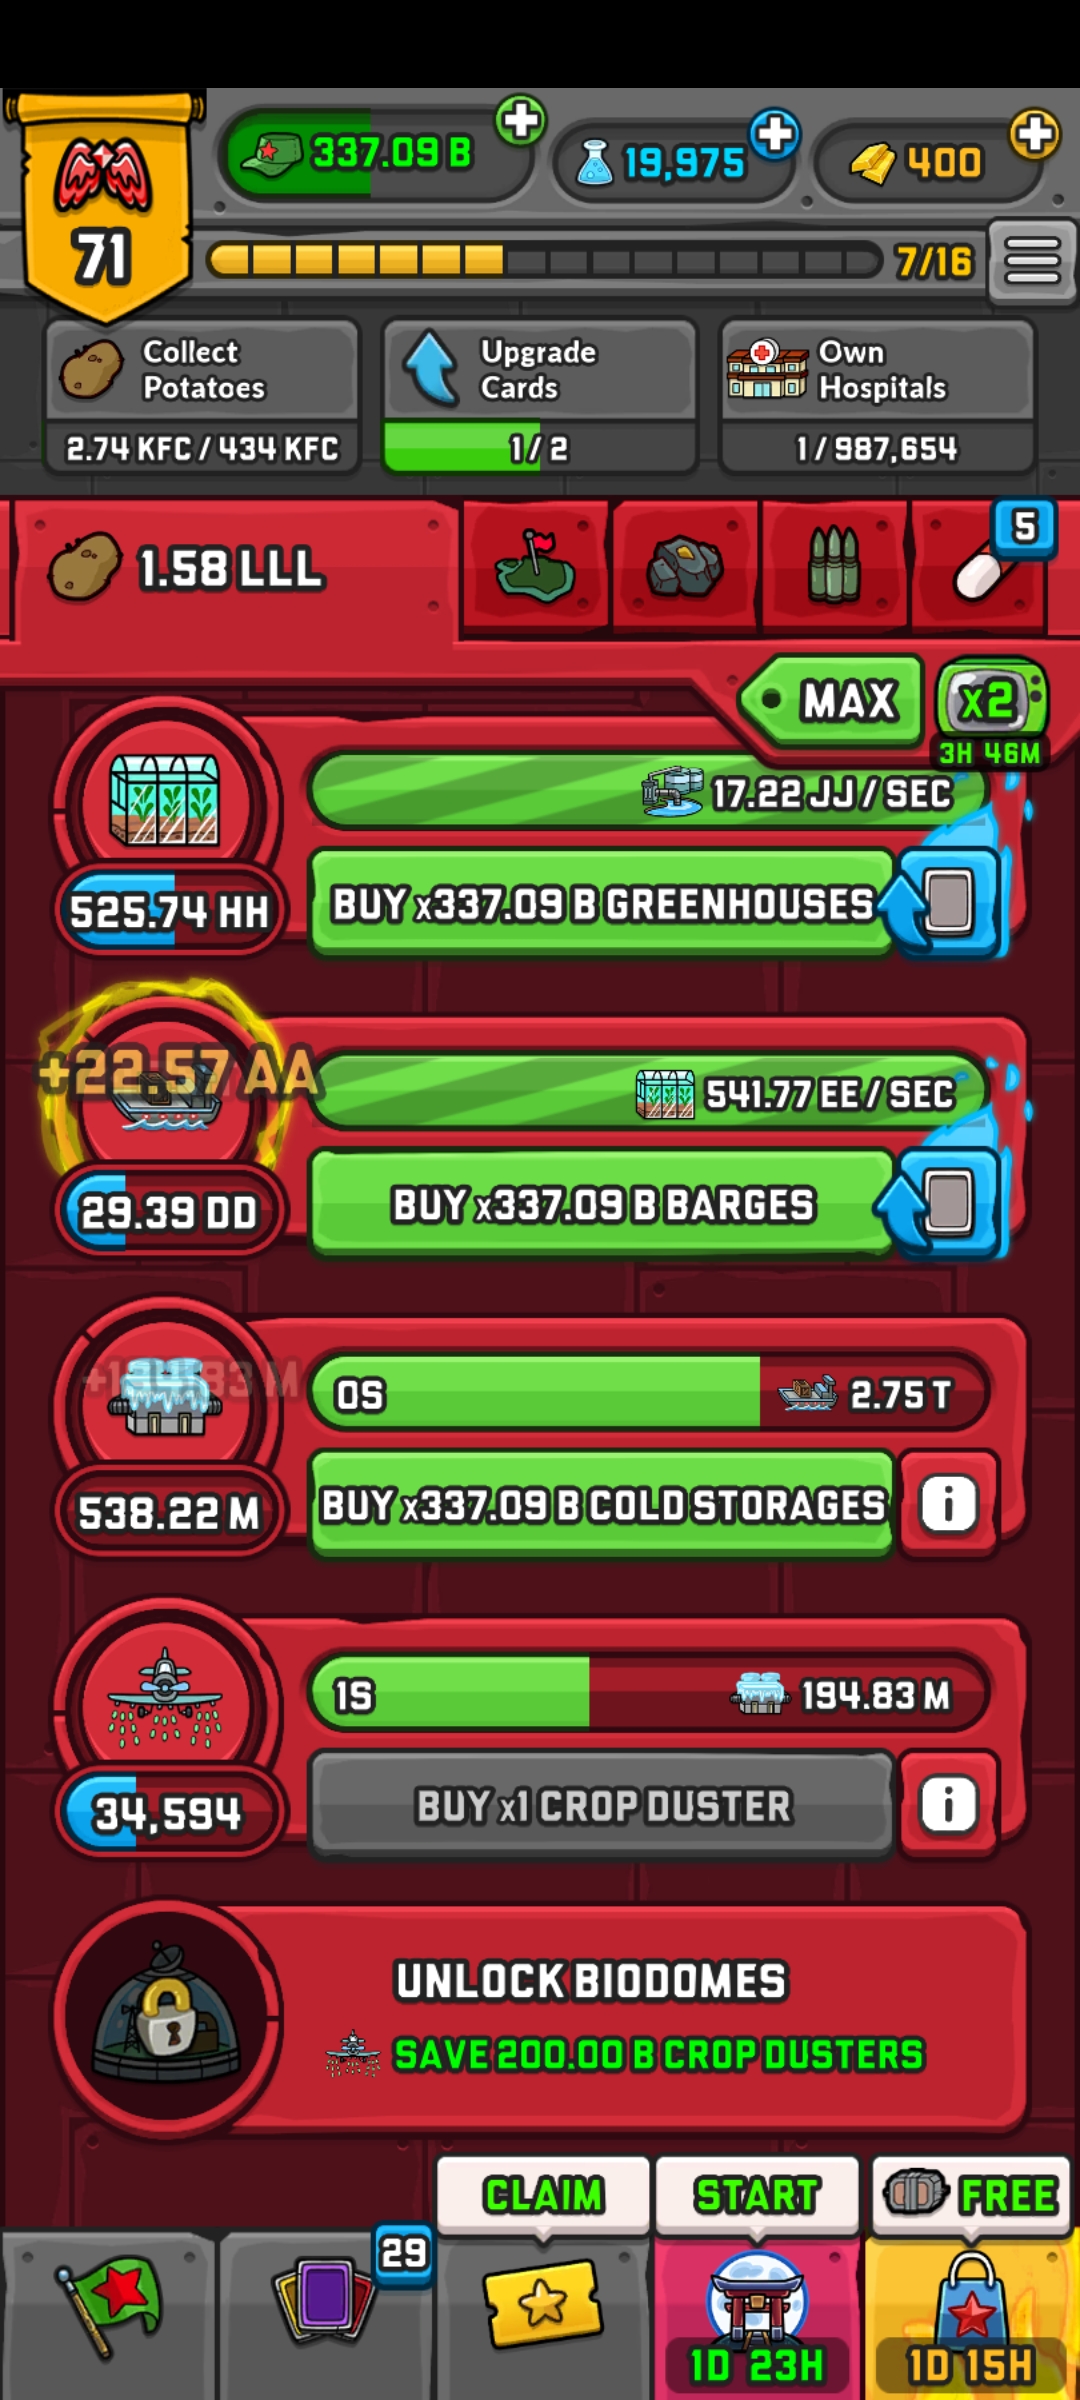 71
337.09 B
19,975
400
7/16
Collect
Potatoes
2.74 KFC / 434 KFC
Upgrade
Cards
1/ 2
Own
Hospitals
1 / 987,654
1.58 LLL
5
MAX
x2
3H 46M
17.22 JJ / SEC
525.74 HH
BUY x337.09 B GREENHOUSES
+22.57 AA
541.77 EE / SEC
29.39 DD
BUY x337.09 B BARGES
0S
2.75 T
538.22 M
BUY x337.09 B COLD STORAGES
i
1S
194.83 M
34,594
BUY x1 CROP DUSTER
i
UNLOCK BIODOMES
SAVE 200.00 B CROP DUSTERS
CLAIM
START
FREE
29
1D 23H
1D 15H